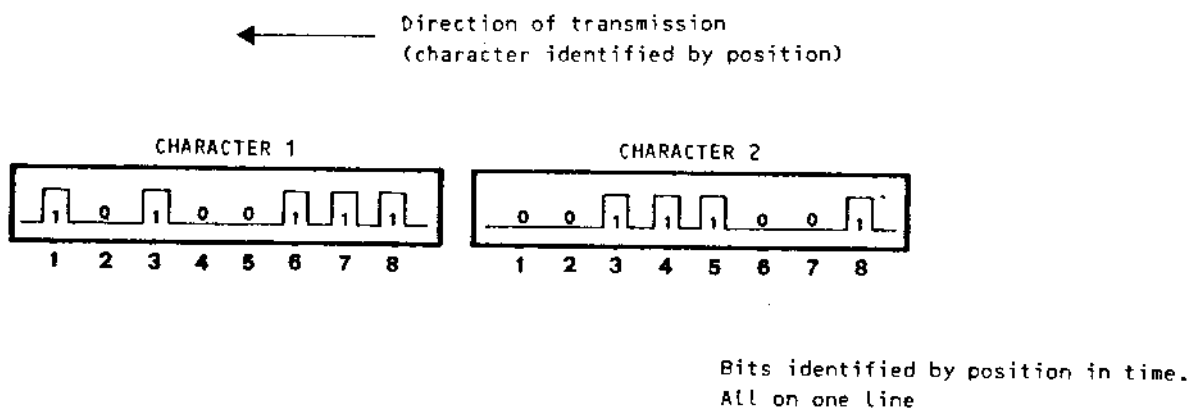 Direction of transmission
(character identified by position)
CHARACTER 1
CHARACTER 2
1 0 1 0 0 1 1 1
0 0 1 1 1 0 0 1
1 2 3 4 5 6 7 8
1 2 3 4 5 6 7 8
Bits identified by position in time.
All on one line